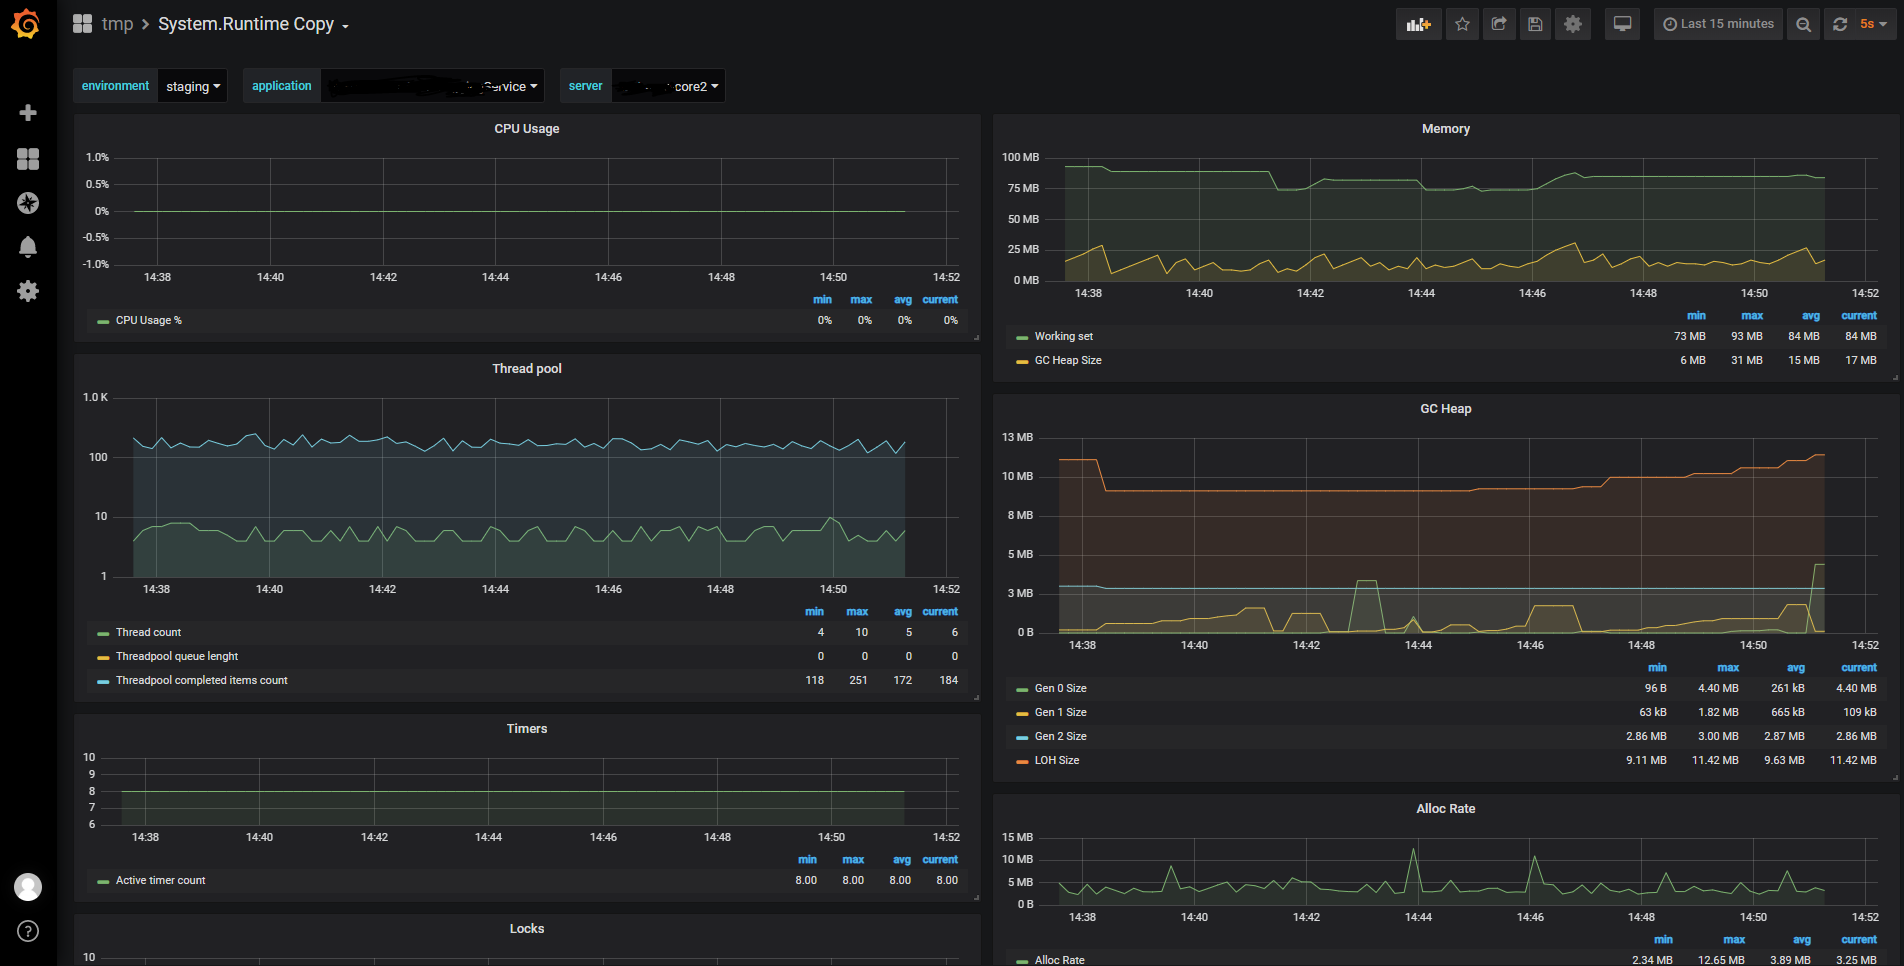 tmp > System.Runtime Copy
Last 15 minutes
5s
environment staging
application Service
server core2
CPU Usage
1.0%
0.5%
0%
-0.5%
-1.0%
14:38 14:40 14:42 14:44 14:46 14:48 14:50 14:52
min max avg current
CPU Usage % 0% 0% 0% 0%
Thread pool
1.0 K
100
10
1
14:38 14:40 14:42 14:44 14:46 14:48 14:50 14:52
min max avg current
Thread count 4 10 5 6
Threadpool queue lenght 0 0 0 0
Threadpool completed items count 118 251 172 184
Timers
10
9
8
7
6
14:38 14:40 14:42 14:44 14:46 14:48 14:50 14:52
min max avg current
Active timer count 8.00 8.00 8.00 8.00
Locks
10
Memory
100 MB
75 MB
50 MB
25 MB
0 MB
14:38 14:40 14:42 14:44 14:46 14:48 14:50 14:52
min max avg current
Working set 73 MB 93 MB 84 MB 84 MB
GC Heap Size 6 MB 31 MB 15 MB 17 MB
GC Heap
13 MB
10 MB
8 MB
5 MB
3 MB
0 B
14:38 14:40 14:42 14:44 14:46 14:48 14:50 14:52
min max avg current
Gen 0 Size 96 B 4.40 MB 261 kB 4.40 MB
Gen 1 Size 63 kB 1.82 MB 665 kB 109 kB
Gen 2 Size 2.86 MB 3.00 MB 2.87 MB 2.86 MB
LOH Size 9.11 MB 11.42 MB 9.63 MB 11.42 MB
Alloc Rate
15 MB
10 MB
5 MB
0 B
14:38 14:40 14:42 14:44 14:46 14:48 14:50 14:52
min max avg current
Alloc Rate 2.34 MB 12.65 MB 3.89 MB 3.25 MB